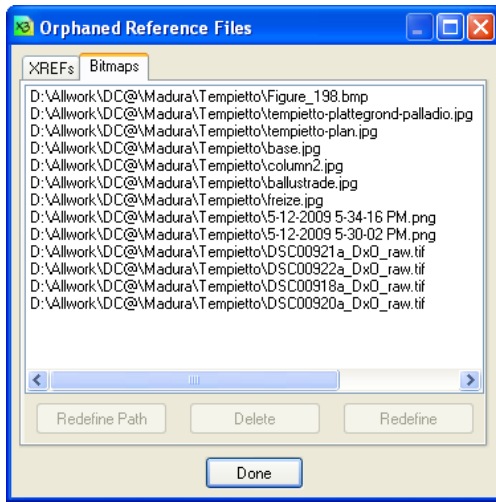 X3 Orphaned Reference Files
XREFs Bitmaps
D:\Allwork\DC@\Madura\Tempietto\Figure_198.bmp
D:\Allwork\DC@\Madura\Tempietto\tempietto-plattegrond-palladio.jpg
D:\Allwork\DC@\Madura\Tempietto\tempietto-plan.jpg
D:\Allwork\DC@\Madura\Tempietto\base.jpg
D:\Allwork\DC@\Madura\Tempietto\column2.jpg
D:\Allwork\DC@\Madura\Tempietto\ballustrade.jpg
D:\Allwork\DC@\Madura\Tempietto\freize.jpg
D:\Allwork\DC@\Madura\Tempietto\5-12-2009 5-34-16 PM.png
D:\Allwork\DC@\Madura\Tempietto\5-12-2009 5-30-02 PM.png
D:\Allwork\DC@\Madura\Tempietto\DSC00921a_DxO_raw.tif
D:\Allwork\DC@\Madura\Tempietto\DSC00922a_DxO_raw.tif
D:\Allwork\DC@\Madura\Tempietto\DSC00918a_DxO_raw.tif
D:\Allwork\DC@\Madura\Tempietto\DSC00920a_DxO_raw.tif
Redefine Path Delete Redefine
Done